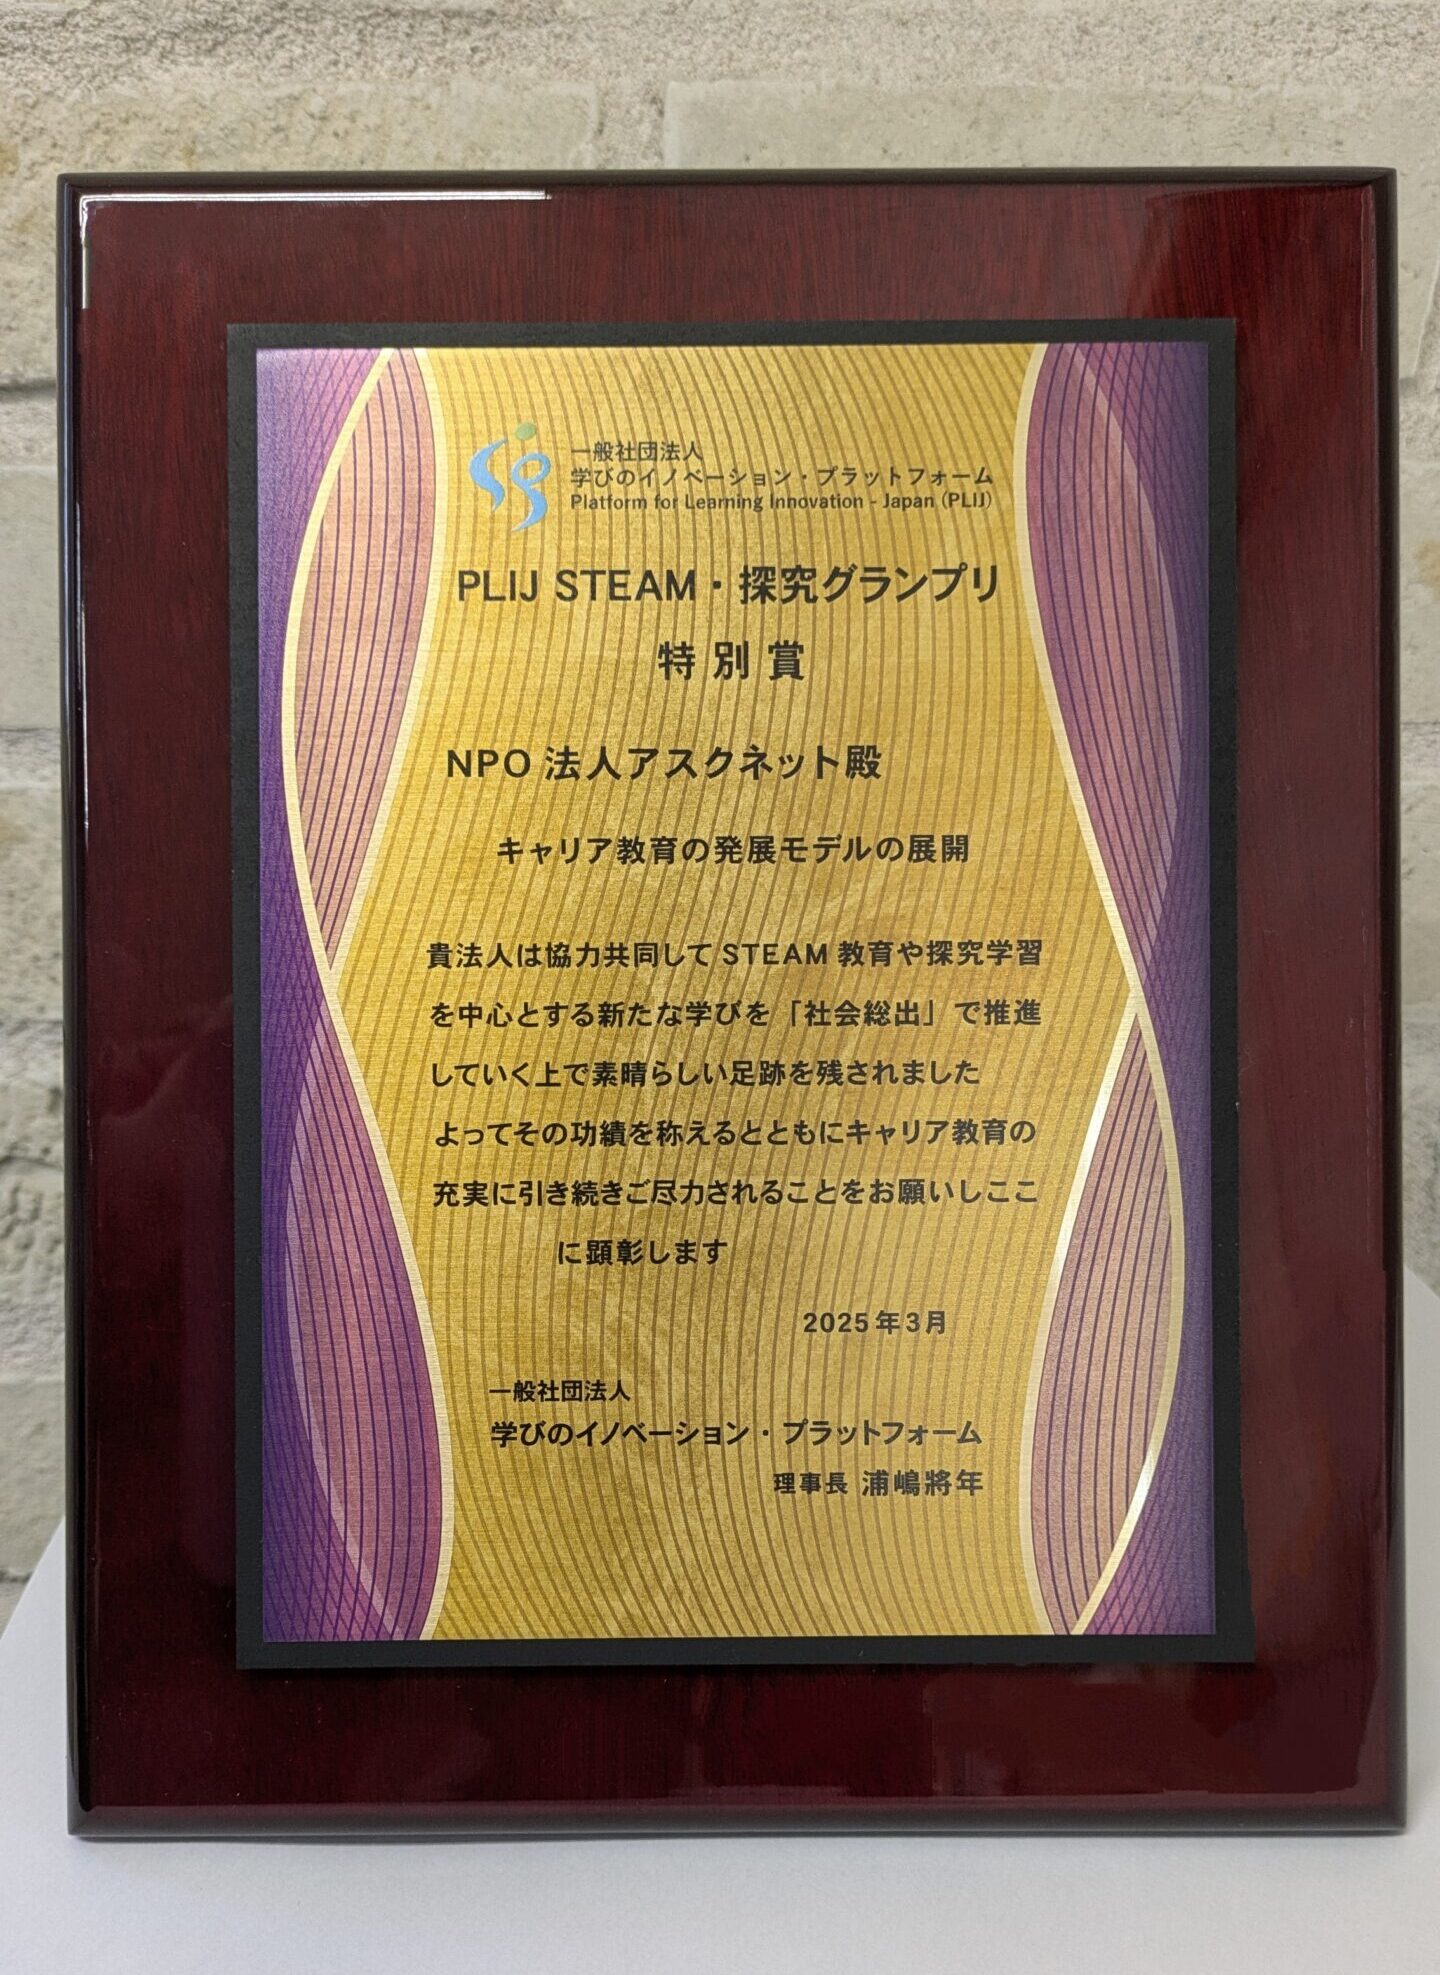 一般社団法人
学びのイノベーション・プラットフォーム
Platform for Learning Innovation - Japan (PLIJ)
PLIJ STEAM・探究グランプリ
特別賞
NPO 法人アスクネット殿
キャリア教育の発展モデルの展開
貴法人は協力共同して STEAM 教育や探究学習
を中心とする新たな学びを「社会総出」で推進
していく上で素晴らしい足跡を残されました
よってその功績を称えるとともにキャリア教育の
充実に引き続きご尽力されることをお願いしここ
に顕彰します
2025年3月
一般社団法人
学びのイノベーション・プラットフォーム
理事長 浦嶋將年